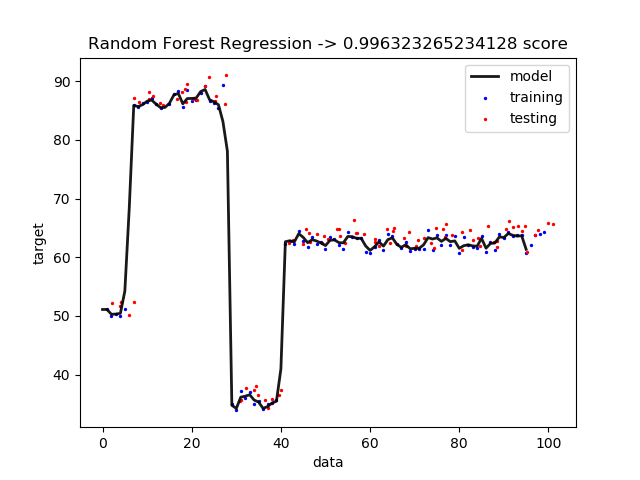 Random Forest Regression -> 0.996323265234128 score
model
training
testing
90
80
70
60
50
40
target
0 20 40 60 80 100
data